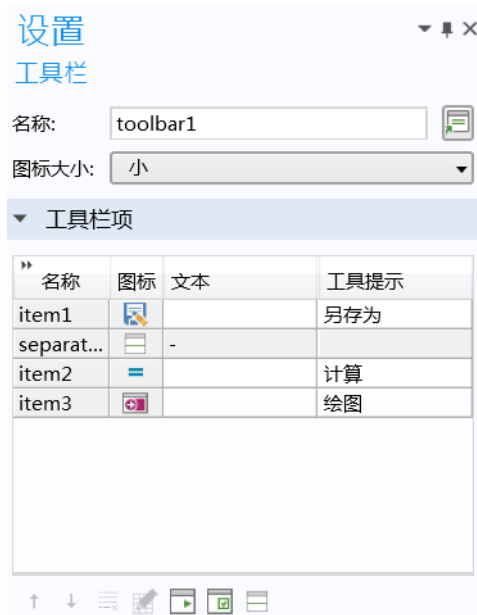 设置
工具栏
名称: toolbar1
图标大小: 小
工具栏项
名称 图标 文本 工具提示
item1 另存为
separat... -
item2 计算
item3 绘图